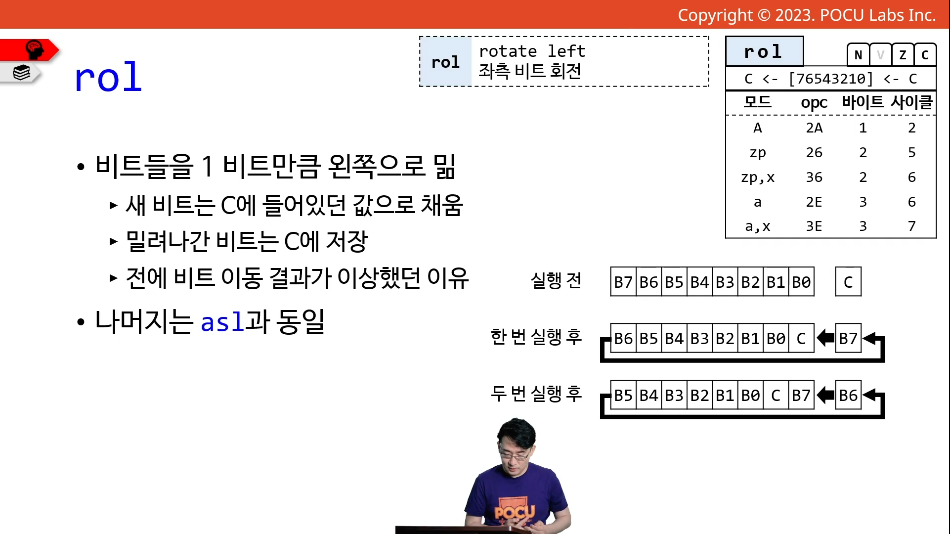 Copyright © 2023. POCU Labs Inc.
rol
rol
rotate left
좌측 비트 회전
rol
N V Z C
C <- [76543210] <- C
모드 opc 바이트 사이클
A 2A 1 2
zp 26 2 5
zp,x 36 2 6
a 2E 3 6
a,x 3E 3 7
• 비트들을 1 비트만큼 왼쪽으로 밂
▸ 새 비트는 C에 들어있던 값으로 채움
▸ 밀려나간 비트는 C에 저장
▸ 전에 비트 이동 결과가 이상했던 이유
• 나머지는 asl과 동일
실행 전 B7 B6 B5 B4 B3 B2 B1 B0 C
한 번 실행 후 B6 B5 B4 B3 B2 B1 B0 C B7
두 번 실행 후 B5 B4 B3 B2 B1 B0 C B7 B6
POCU